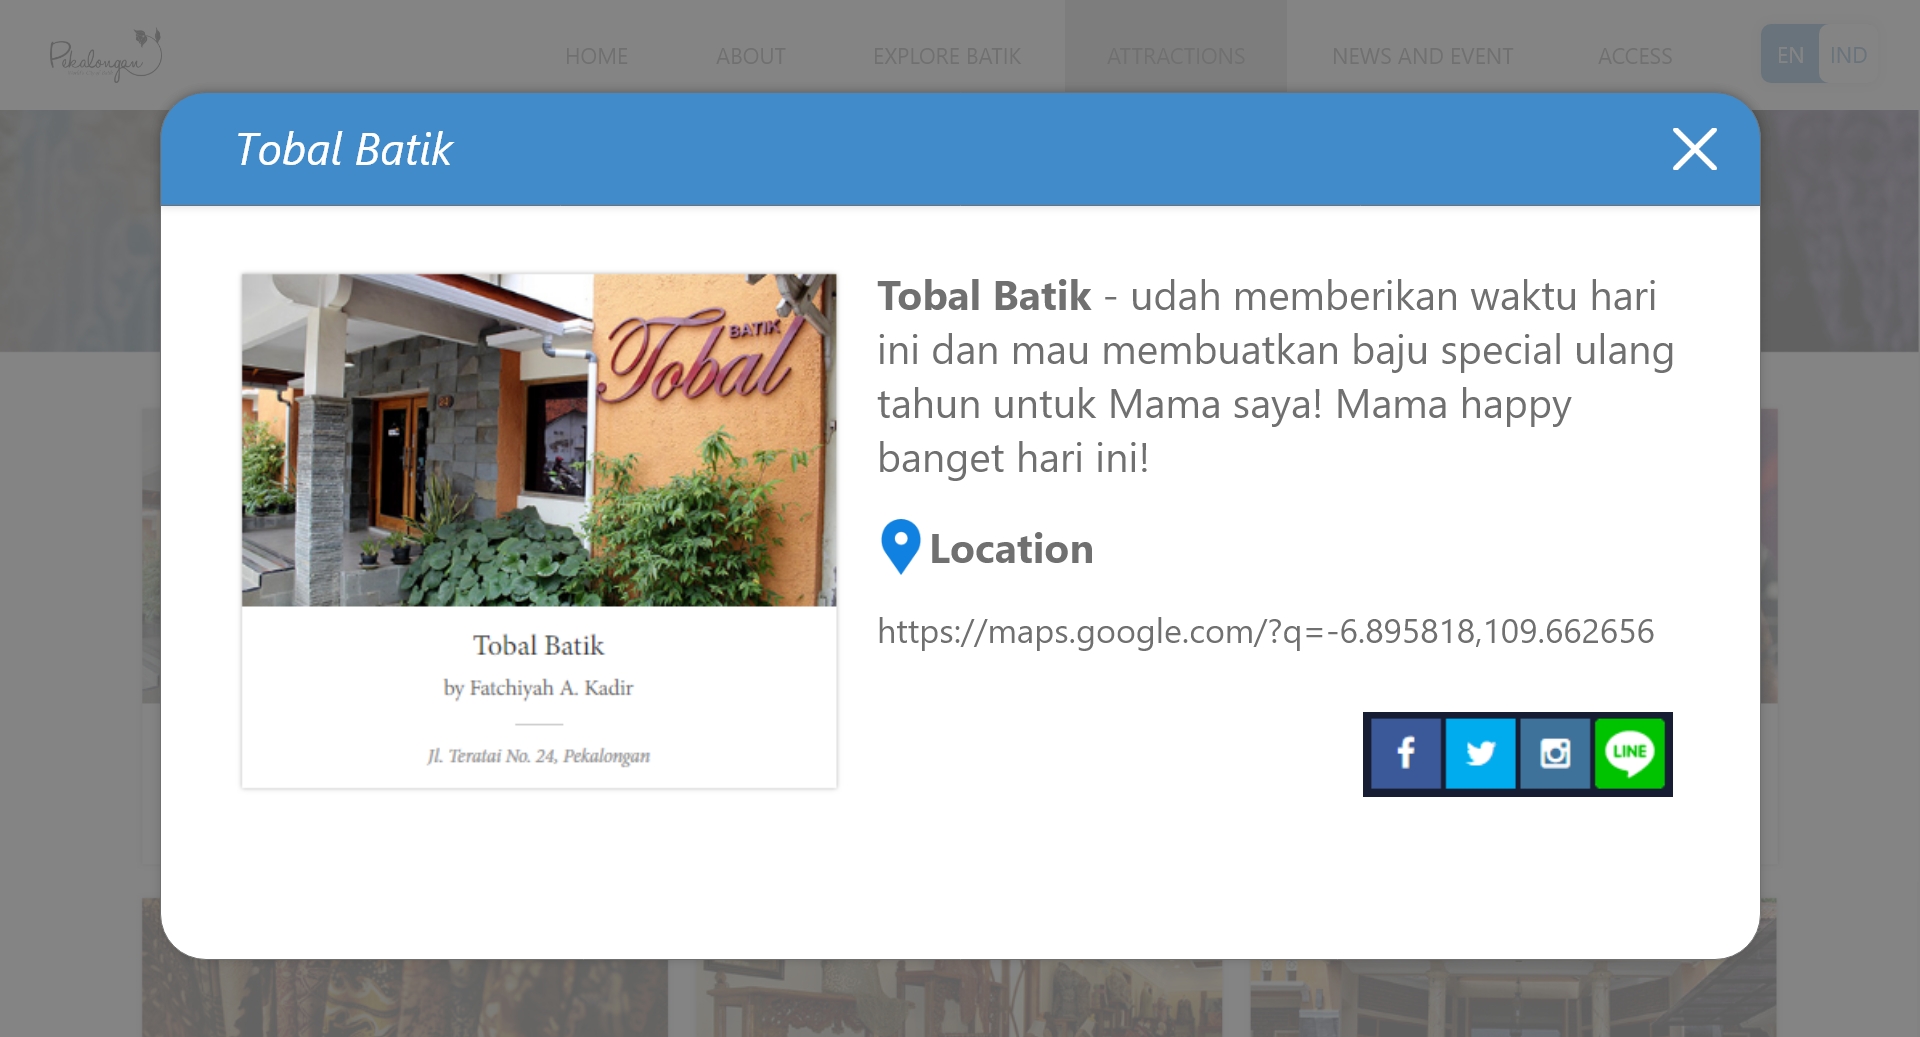 Pekalongan
HOME
ABOUT
EXPLORE BATIK
ATTRACTIONS
NEWS AND EVENT
ACCESS
EN
IND
Tobal Batik
BATIK
Tobal
Tobal Batik
by Fatchiyah A. Kadir
Jl. Teratai No. 24, Pekalongan
Tobal Batik - udah memberikan waktu hari
ini dan mau membuatkan baju special ulang
tahun untuk Mama saya! Mama happy
banget hari ini!
Location
https://maps.google.com/?q=-6.895818,109.662656
f
LINE